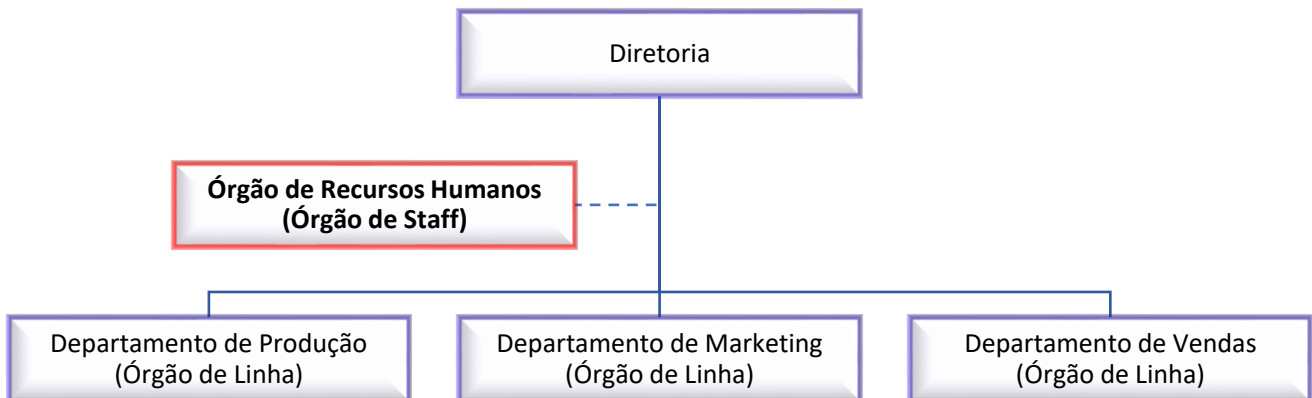 Diretoria
Órgão de Recursos Humanos
(Órgão de Staff)
Departamento de Produção
(Órgão de Linha)
Departamento de Marketing
(Órgão de Linha)
Departamento de Vendas
(Órgão de Linha)